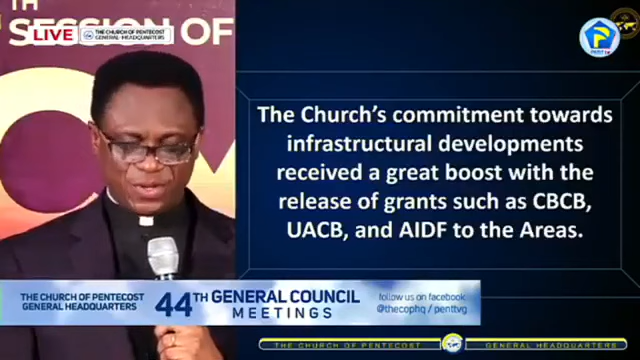 TH
SESSION OF
LIVE
THE CHURCH OF PENTECOST
GENERAL HEADQUARTERS
The Church's commitment towards
infrastructural developments
received a great boost with the
release of grants such as CBCB,
UACB, and AIDF to the Areas.
THE CHURCH OF PENTECOST
GENERAL HEADQUARTERS
44TH GENERAL COUNCIL
MEETINGS
follow us on facebook
@thecophq / penttvg
THE CHURCH OF PENTECOST
GENERAL HEADQUARTERS